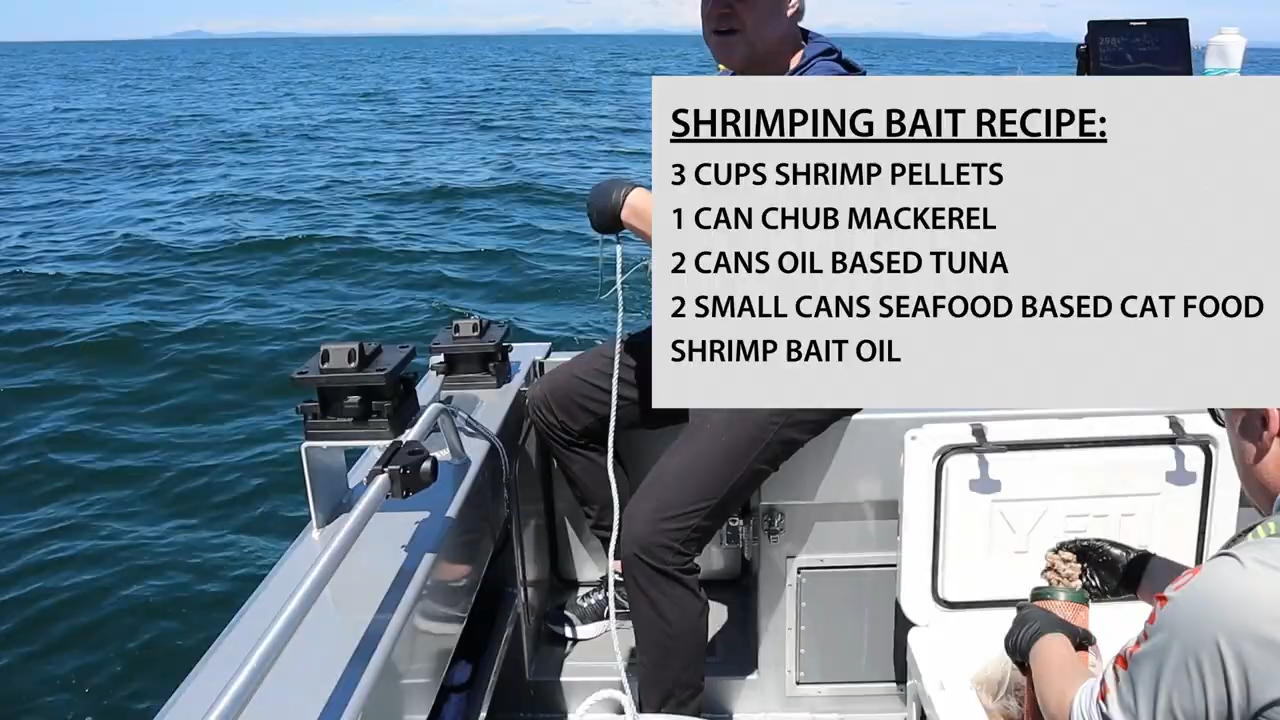 SHRIMPING BAIT RECIPE:
3 CUPS SHRIMP PELLETS
1 CAN CHUB MACKEREL
2 CANS OIL BASED TUNA
2 SMALL CANS SEAFOOD BASED CAT FOOD
SHRIMP BAIT OIL
YETI